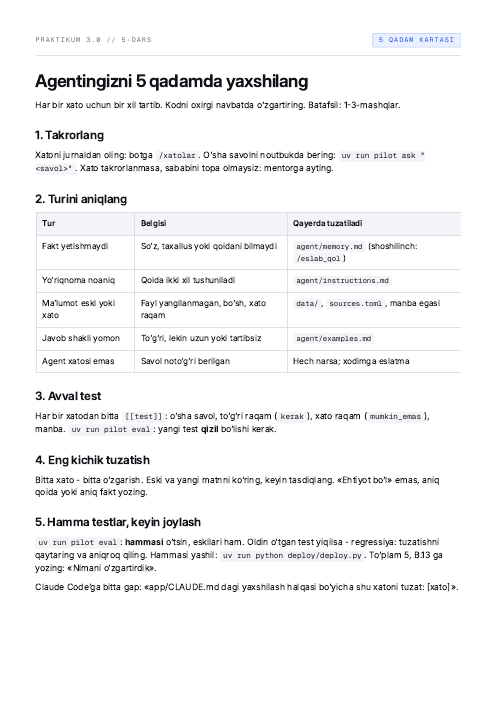 PRAKTIKUM 3.0 // 5-DARS
5 QADAM KARTASI
Agentingizni 5 qadamda yaxshilang
Har bir xato uchun bir xil tartib. Kodni oxirgi navbatda o'zgartiring. Batafsil: 1-3-mashqlar.
1. Takrorlang
Xatoni jurnaldan oling: botga /xatolar. O'sha savolni noutbukda bering: uv run pilot ask "
<savol>". Xato takrorlanmasa, sababini topa olmaysiz: mentorga ayting.
2. Turini aniqlang
Tur Belgisi Qayerda tuzatiladi
Fakt yetishmaydi So'z, taxallus yoki qoidani bilmaydi agent/memory.md (shoshilinch:
/eslab_qol)
Yo'riqnoma noaniq Qoida ikki xil tushuniladi agent/instructions.md
Ma'lumot eski yoki Fayl yangilanmagan, bo'sh, xato data/, sources.toml, manba egasi
xato raqam
Javob shakli yomon To'g'ri, lekin uzun yoki tartibsiz agent/examples.md
Agent xatosi emas Savol noto'g'ri berilgan Hech narsa; xodimga eslatma
3. Avval test
Har bir xatodan bitta [[test]]: o'sha savol, to'g'ri raqam (kerak), xato raqam (mumkin_emas),
manba. uv run pilot eval: yangi test qizil bo'lishi kerak.
4. Eng kichik tuzatish
Bitta xato - bitta o'zgarish. Eski va yangi matnni ko'ring, keyin tasdiqlang. «Ehtiyot bo'l» emas, aniq
qoida yoki aniq fakt yozing.
5. Hamma testlar, keyin joylash
uv run pilot eval: hammasi o'tsin, eskilari ham. Oldin o'tgan test yiqilsa - regressiya: tuzatishni
qaytaring va aniqroq qiling. Hammasi yashil: uv run python deploy/deploy.py. To'plam 5, B.13 ga
yozing: «Nimani o'zgartirdik».
Claude Code'ga bitta gap: «app/CLAUDE.md dagi yaxshilash halqasi bo'yicha shu xatoni tuzat: [xato]».